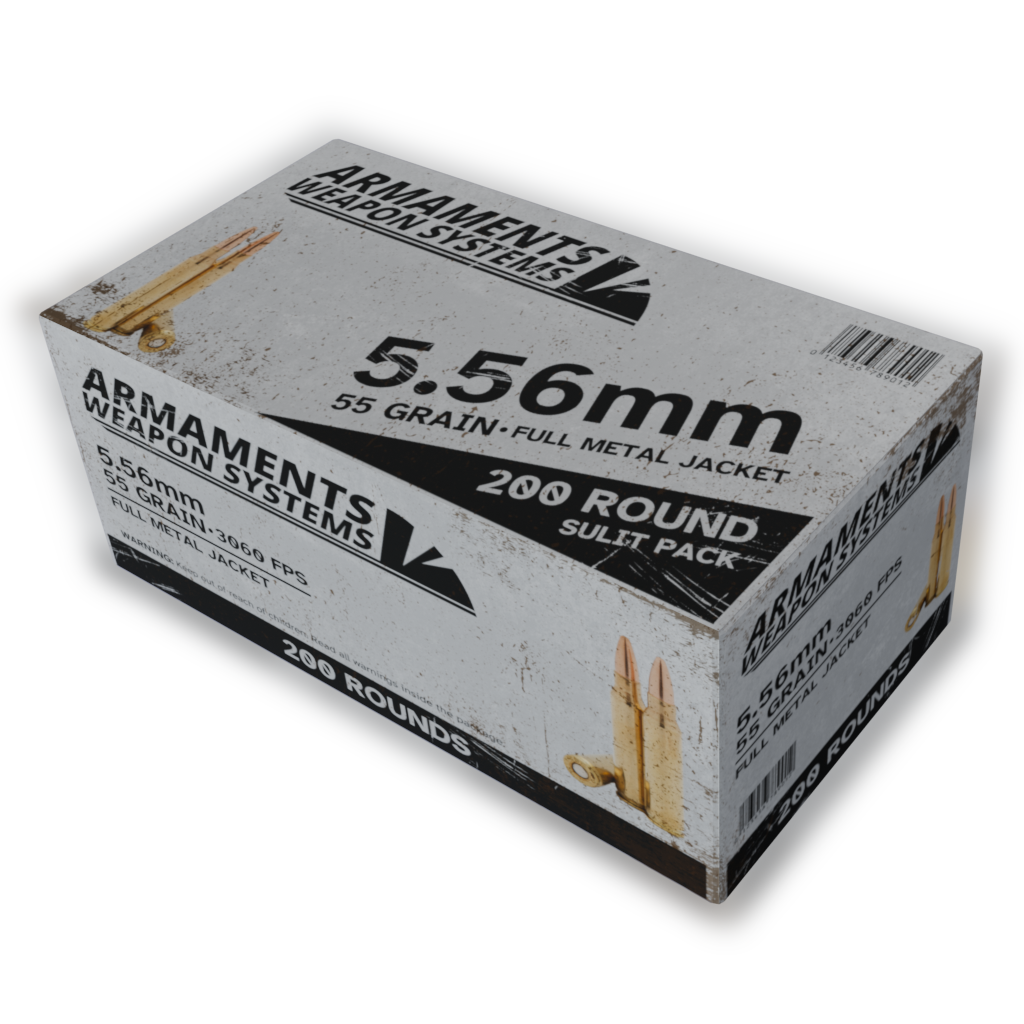 ARMAMENTS
WEAPON SYSTEMS
5.56mm
55 GRAIN·FULL METAL JACKET
200 ROUND
SULIT PACK
ARMAMENTS
WEAPON SYSTEMS
5.56mm
55 GRAIN·3060 FPS
FULL METAL JACKET
WARNING: Keep out of reach of children. Read all warnings inside the package.
200 ROUNDS
ARMAMENTS
WEAPON SYSTEMS
5.56mm
55 GRAIN·3060 FPS
FULL METAL JACKET
200 ROUNDS